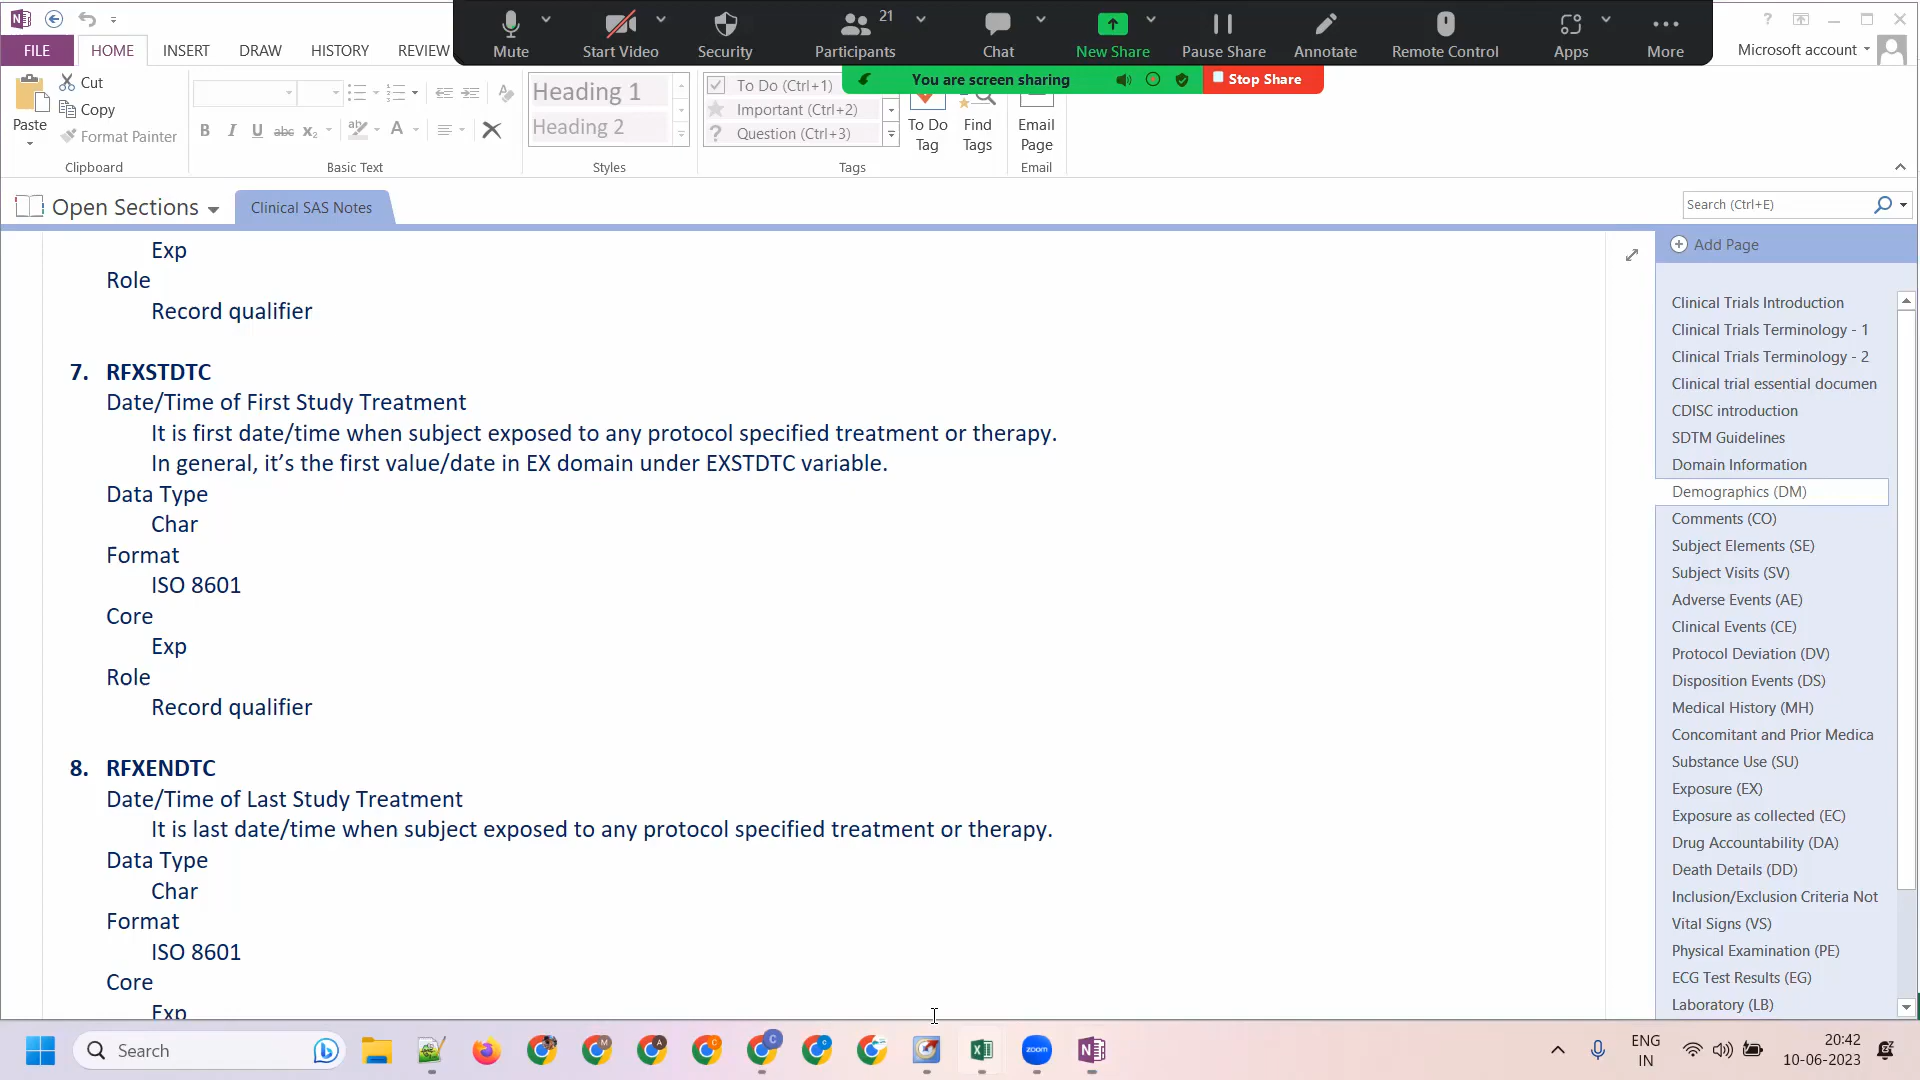 Mute
Start Video
Security
Participants
21
Chat
New Share
Pause Share
Annotate
Remote Control
Apps
More
You are screen sharing
Stop Share
FILE
HOME
INSERT
DRAW
HISTORY
REVIEW
Microsoft account
Paste
Cut
Copy
Format Painter
Clipboard
Basic Text
Heading 1
Heading 2
Styles
To Do (Ctrl+1)
Important (Ctrl+2)
Question (Ctrl+3)
Tags
To Do
Tag
Find
Tags
Email
Page
Email
Open Sections
Clinical SAS Notes
Search (Ctrl+E)
Exp
Role
Record qualifier
7. RFXSTDTC
Date/Time of First Study Treatment
It is first date/time when subject exposed to any protocol specified treatment or therapy.
In general, it's the first value/date in EX domain under EXSTDTC variable.
Data Type
Char
Format
ISO 8601
Core
Exp
Role
Record qualifier
8. RFXENDTC
Date/Time of Last Study Treatment
It is last date/time when subject exposed to any protocol specified treatment or therapy.
Data Type
Char
Format
ISO 8601
Core
Exp
Add Page
Clinical Trials Introduction
Clinical Trials Terminology - 1
Clinical Trials Terminology - 2
Clinical trial essential documen
CDISC introduction
SDTM Guidelines
Domain Information
Demographics (DM)
Comments (CO)
Subject Elements (SE)
Subject Visits (SV)
Adverse Events (AE)
Clinical Events (CE)
Protocol Deviation (DV)
Disposition Events (DS)
Medical History (MH)
Concomitant and Prior Medica
Substance Use (SU)
Exposure (EX)
Exposure as collected (EC)
Drug Accountability (DA)
Death Details (DD)
Inclusion/Exclusion Criteria Not
Vital Signs (VS)
Physical Examination (PE)
ECG Test Results (EG)
Laboratory (LB)
Search
zoom
ENG
IN
20:42
10-06-2023